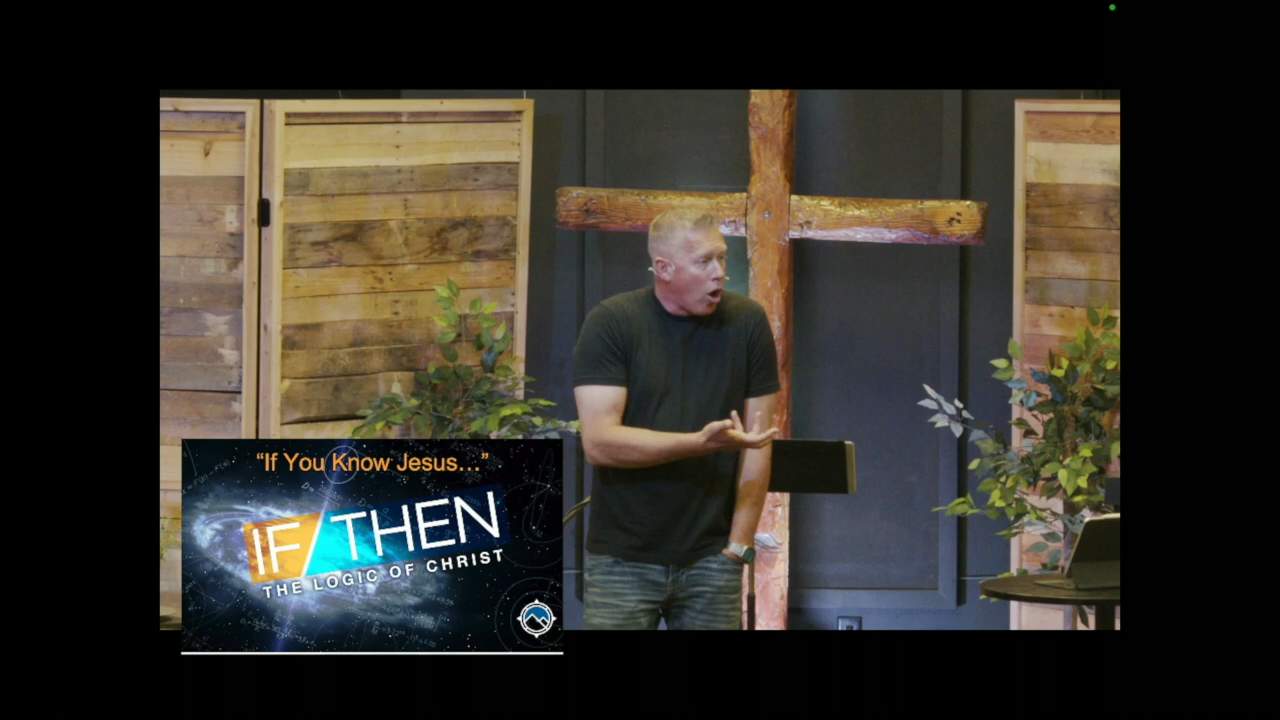 “If You Know Jesus…”
IF/THEN
THE LOGIC OF CHRIST